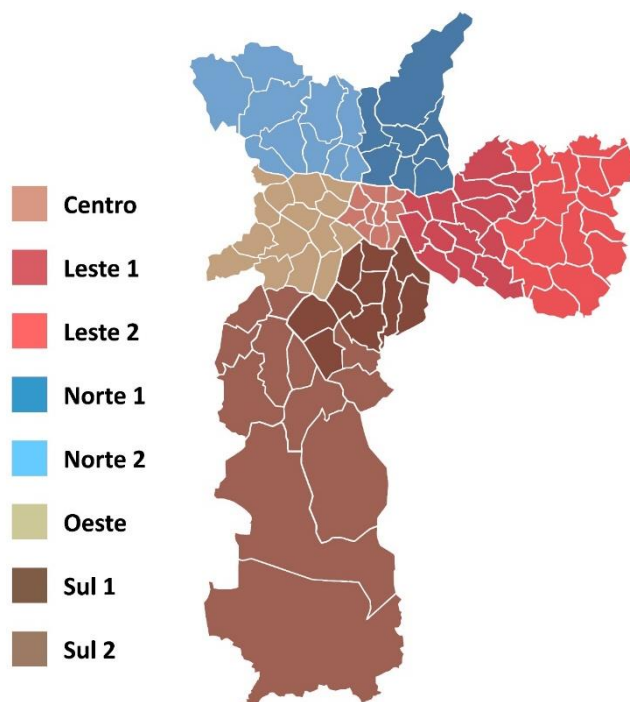 Centro
Leste 1
Leste 2
Norte 1
Norte 2
Oeste
Sul 1
Sul 2